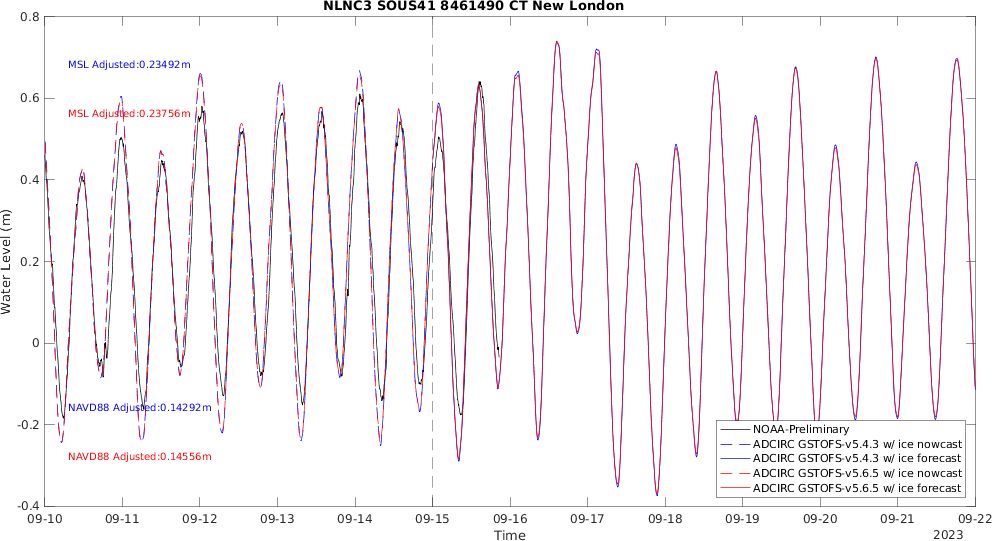 NLNC3 SOUS41 8461490 CT New London
Water Level (m)
0.8
0.6
0.4
0.2
0
-0.2
-0.4
MSL Adjusted:0.23492m
MSL Adjusted:0.23756m
NAVD88 Adjusted:0.14292m
NAVD88 Adjusted:0.14556m
NOAA-Preliminary
ADCIRC GSTOFS-v5.4.3 w/ ice nowcast
ADCIRC GSTOFS-v5.4.3 w/ ice forecast
ADCIRC GSTOFS-v5.6.5 w/ ice nowcast
ADCIRC GSTOFS-v5.6.5 w/ ice forecast
09-10 09-11 09-12 09-13 09-14 09-15 09-16 09-17 09-18 09-19 09-20 09-21 09-22
Time
2023